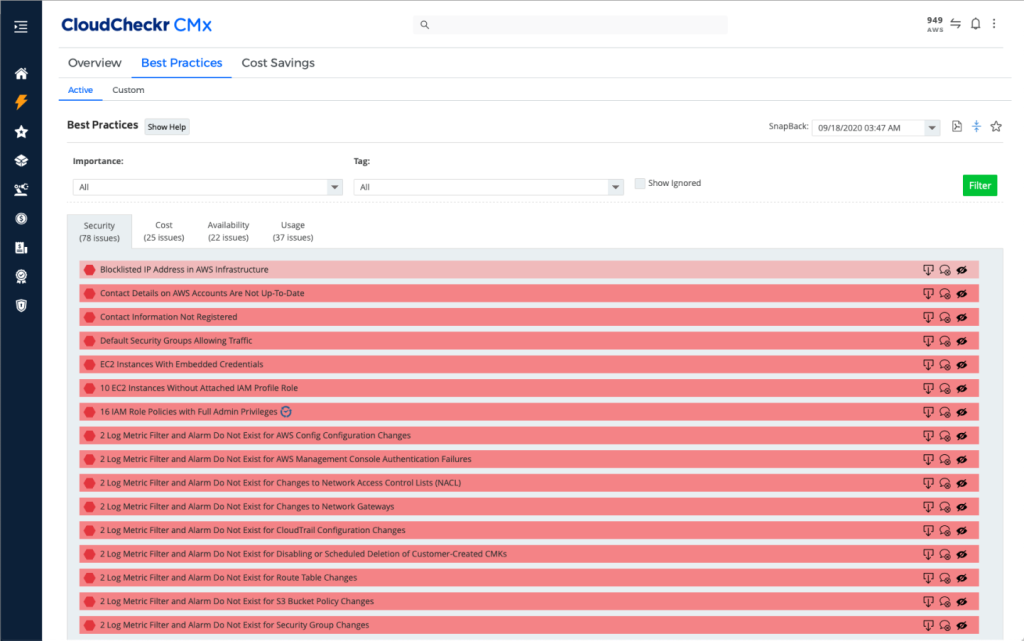 CloudCheckr CMx
949
AWS
Overview Best Practices Cost Savings
Active Custom
Best Practices Show Help
SnapBack: 09/18/2020 03:47 AM
Importance: Tag:
All All Show Ignored Filter
Security Cost Availability Usage
(78 issues) (25 issues) (22 issues) (37 issues)
Blocklisted IP Address in AWS Infrastructure
Contact Details on AWS Accounts Are Not Up-To-Date
Contact Information Not Registered
Default Security Groups Allowing Traffic
EC2 Instances With Embedded Credentials
10 EC2 Instances Without Attached IAM Profile Role
16 IAM Role Policies with Full Admin Privileges
2 Log Metric Filter and Alarm Do Not Exist for AWS Config Configuration Changes
2 Log Metric Filter and Alarm Do Not Exist for AWS Management Console Authentication Failures
2 Log Metric Filter and Alarm Do Not Exist for Changes to Network Access Control Lists (NACL)
2 Log Metric Filter and Alarm Do Not Exist for Changes to Network Gateways
2 Log Metric Filter and Alarm Do Not Exist for CloudTrail Configuration Changes
2 Log Metric Filter and Alarm Do Not Exist for Disabling or Scheduled Deletion of Customer-Created CMKs
2 Log Metric Filter and Alarm Do Not Exist for Route Table Changes
2 Log Metric Filter and Alarm Do Not Exist for S3 Bucket Policy Changes
2 Log Metric Filter and Alarm Do Not Exist for Security Group Changes